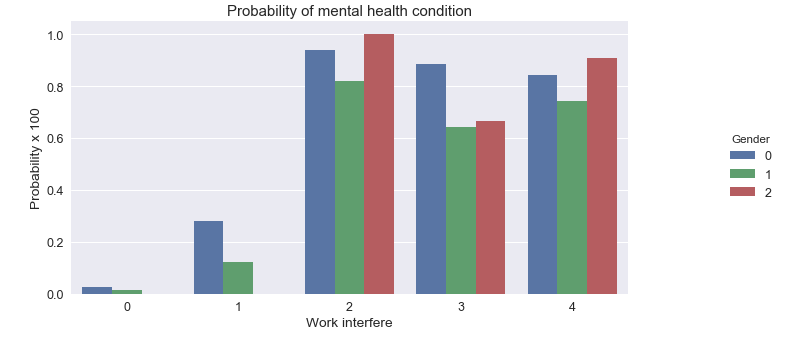 Probability of mental health condition
Probability x 100
1.0
0.8
0.6
0.4
0.2
0.0
0 1 2 3 4
Work interfere
Gender
0
1
2